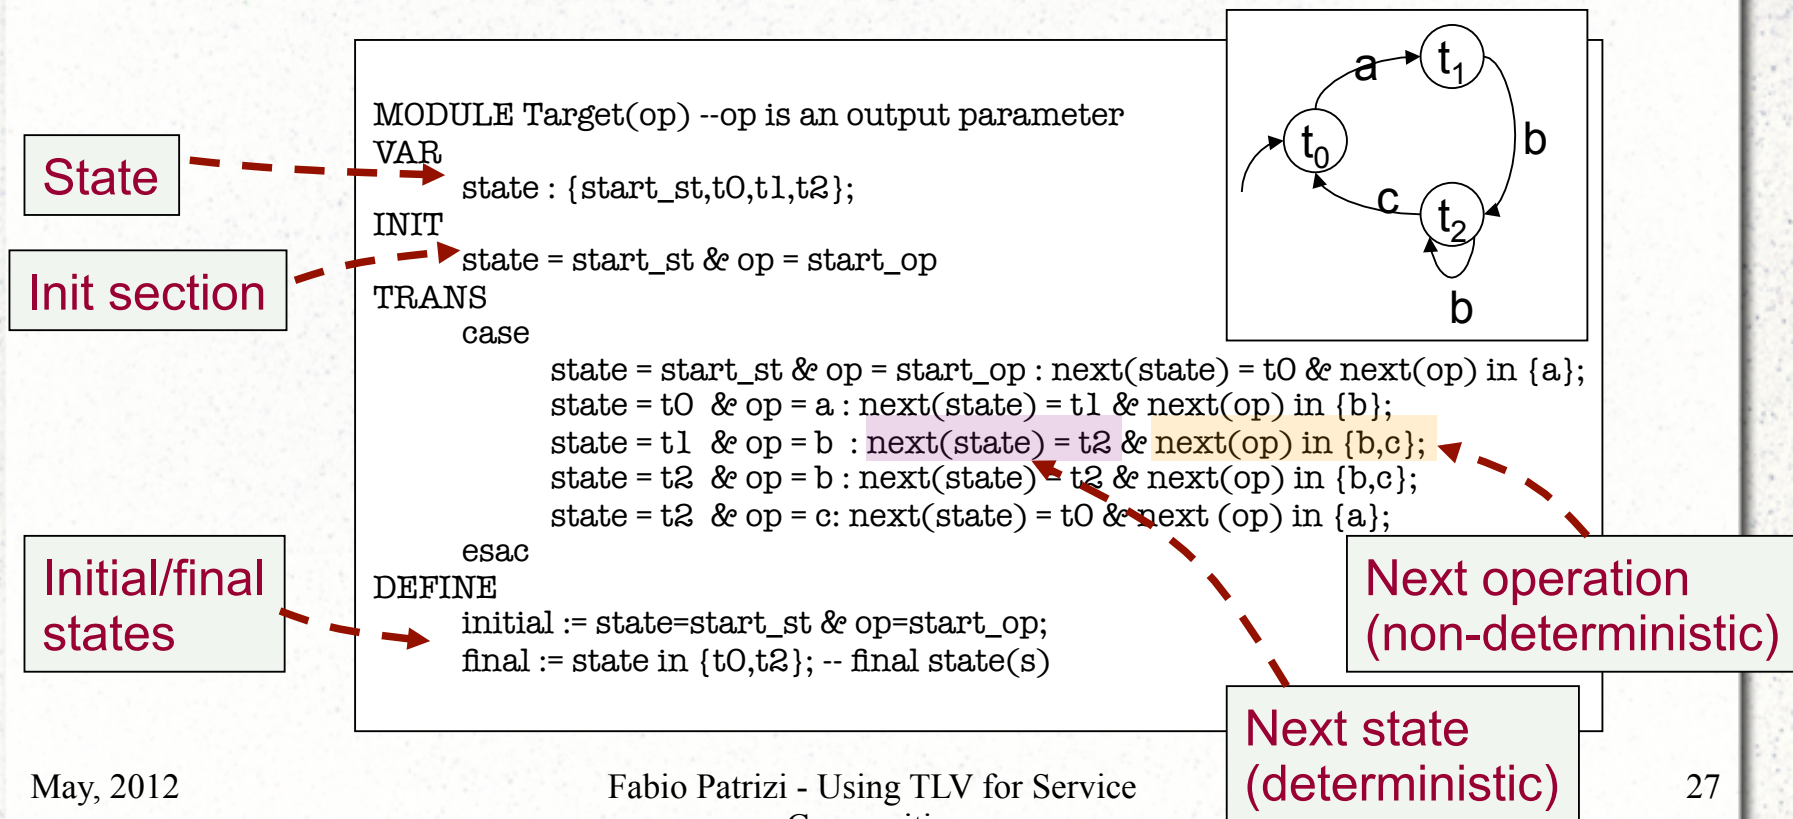 MODULE Target(op) --op is an output parameter
VAR
state : {start_st,t0,t1,t2};
INIT
state = start_st & op = start_op
TRANS
case
state = start_st & op = start_op : next(state) = t0 & next(op) in {a};
state = t0 & op = a : next(state) = t1 & next(op) in {b};
state = t1 & op = b : next(state) = t2 & next(op) in {b,c};
state = t2 & op = b : next(state) = t2 & next(op) in {b,c};
state = t2 & op = c: next(state) = t0 & next (op) in {a};
esac
DEFINE
initial := state=start_st & op=start_op;
final := state in {t0,t2}; -- final state(s)
State
Init section
Initial/final
states
a
t1
t0
b
c
t2
b
Next operation
(non-deterministic)
Next state
(deterministic)
May, 2012
Fabio Patrizi - Using TLV for Service
27